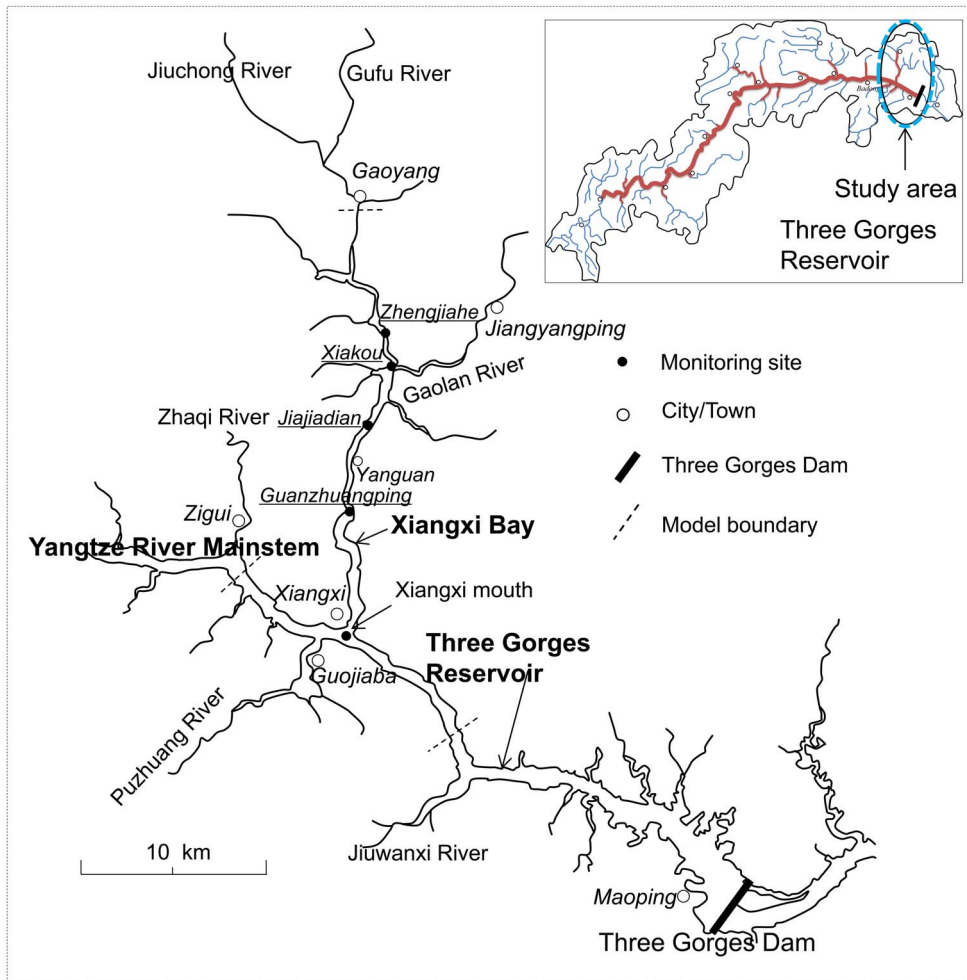 Jiuchong River
Gufu River
Gaoyang
Badong
Study area
Three Gorges
Reservoir
Zhengjiahe
Jiangyangping
Xiakou
Gaolan River
Monitoring site
City/Town
Three Gorges Dam
Model boundary
Zhaqi River
Jiajiadian
Yanguan
Guanzhuangping
Zigui
Xiangxi Bay
Yangtze River Mainstem
Xiangxi
Xiangxi mouth
Three Gorges
Reservoir
Guojiaba
Puzhuang River
10 km
Jiuwanxi River
Maoping
Three Gorges Dam